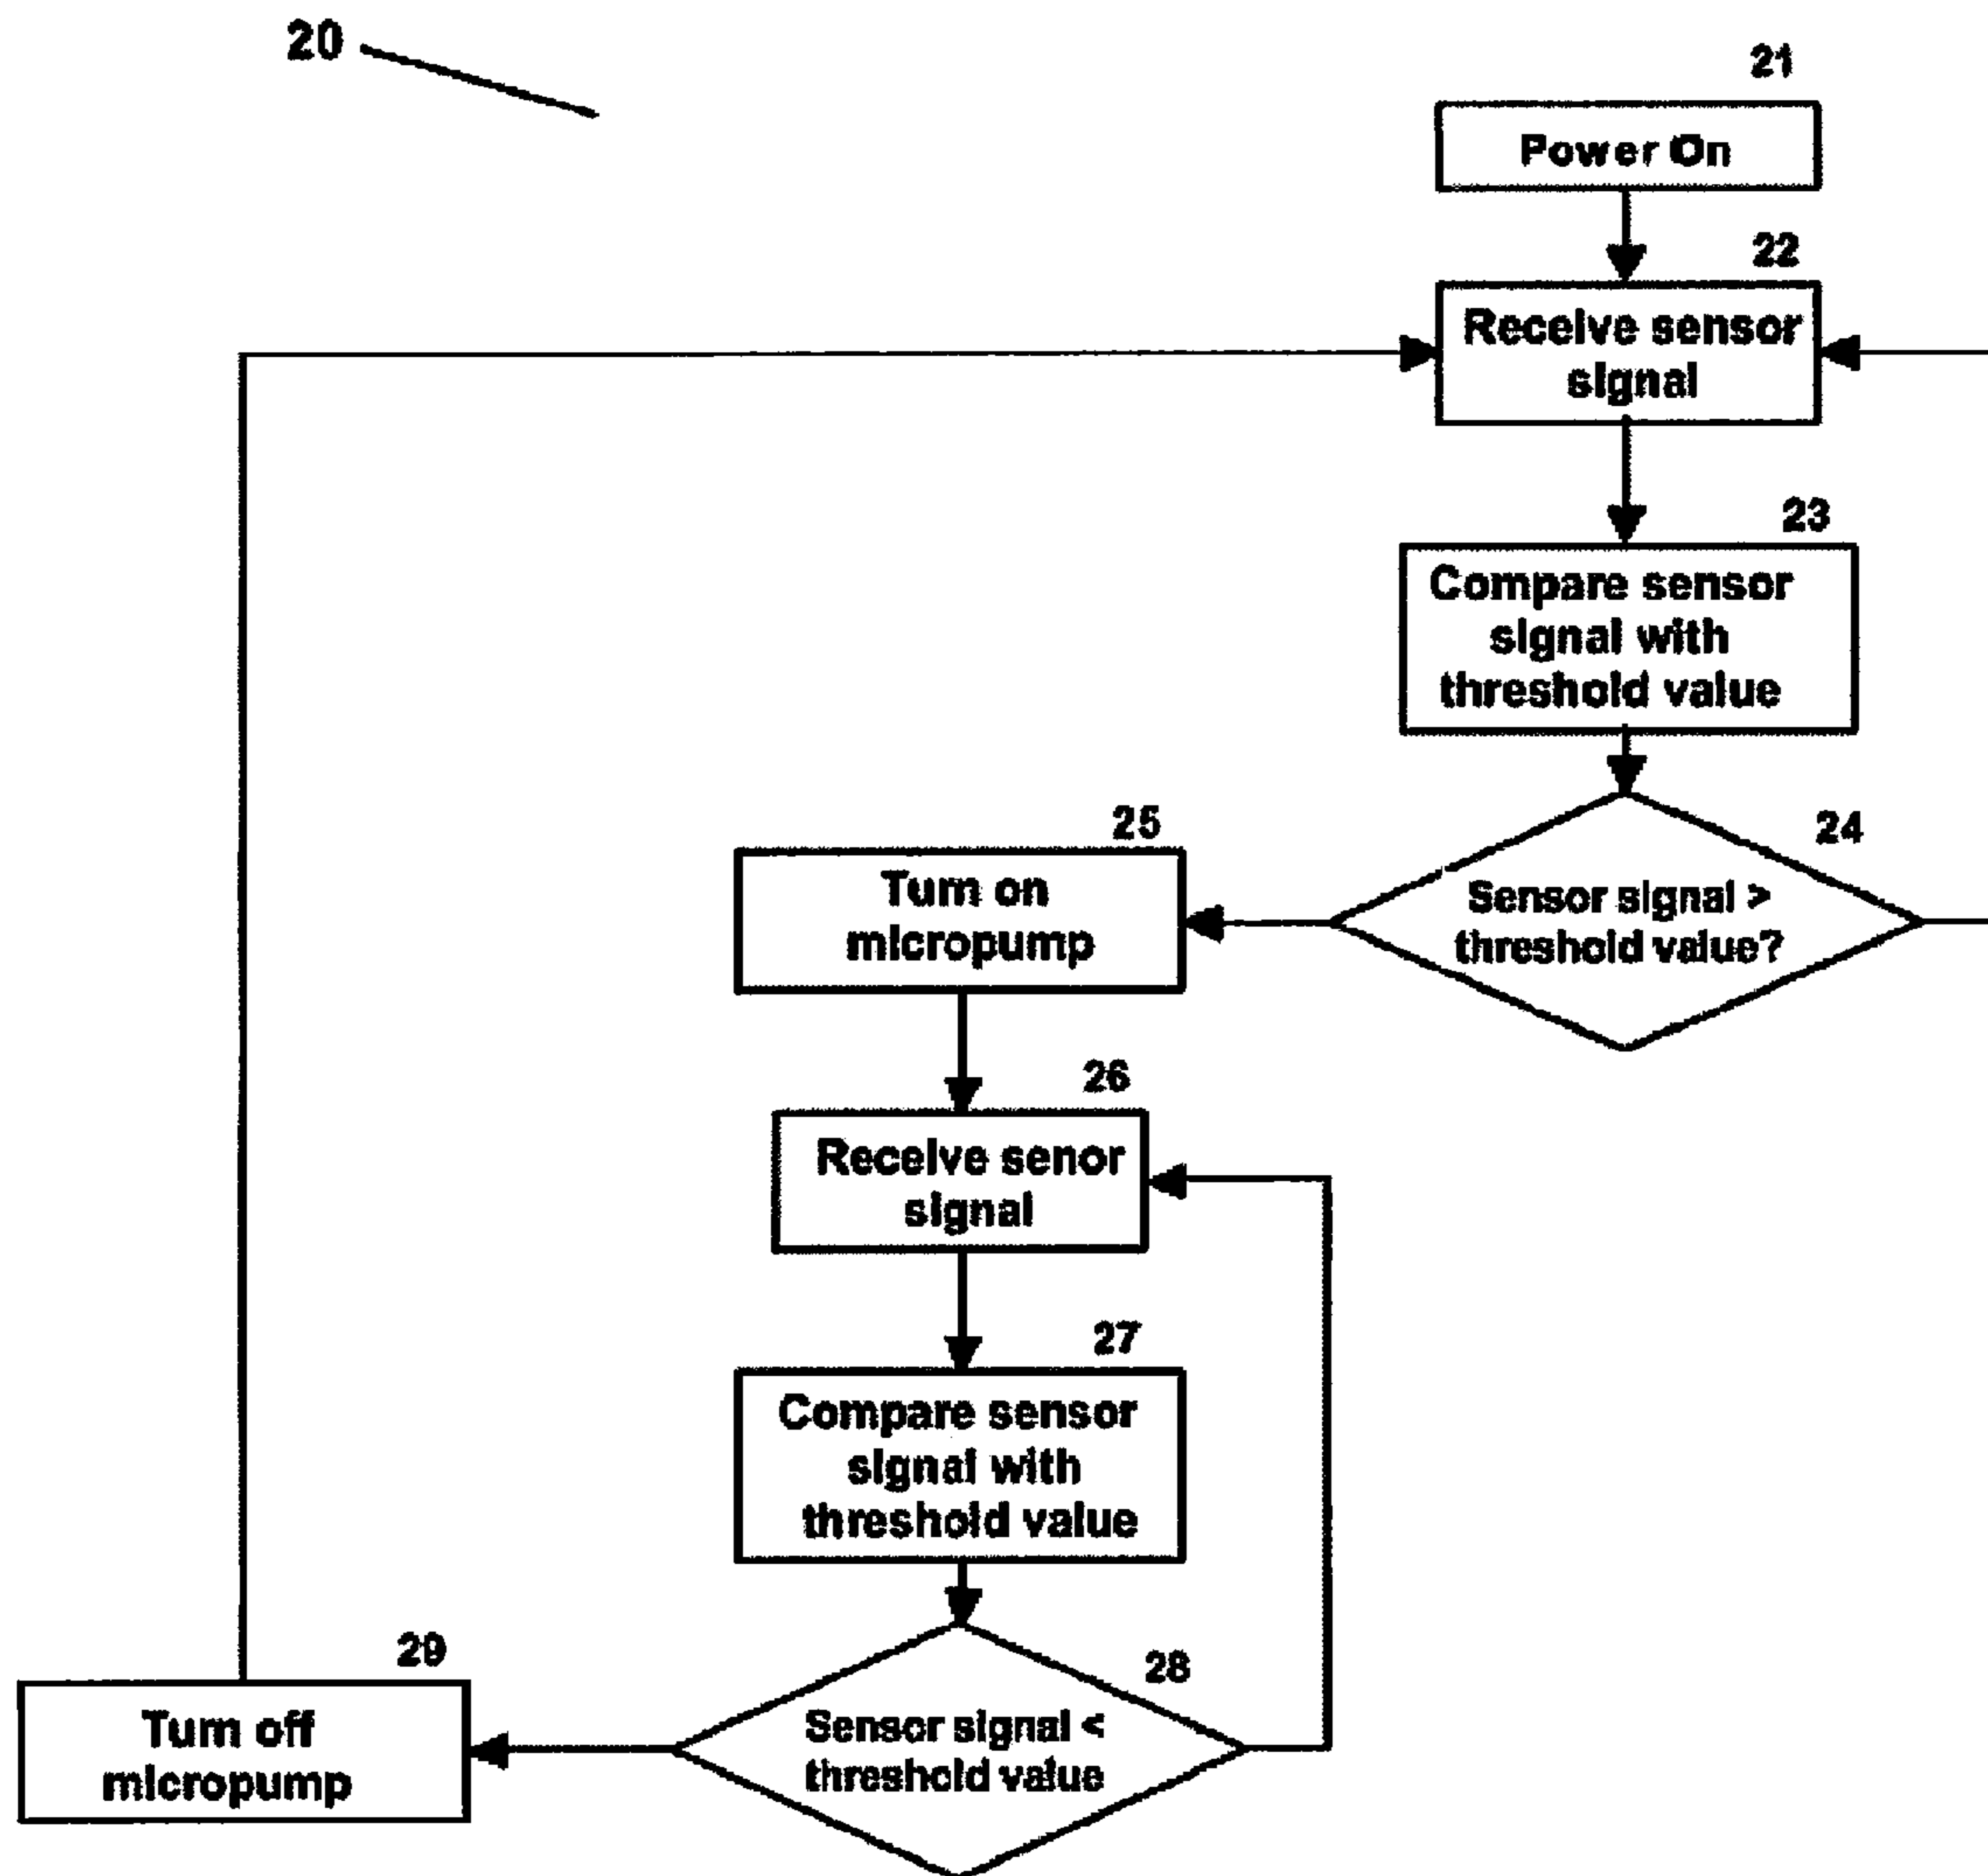 20
21
Power On
22
Receive sensor
signal
23
Compare sensor
signal with
threshold value
24
Sensor signal >
threshold value?
25
Turn on
micropump
26
Receive senor
signal
27
Compare sensor
signal with
threshold value
28
Sensor signal <
threshold value
29
Turn off
micropump